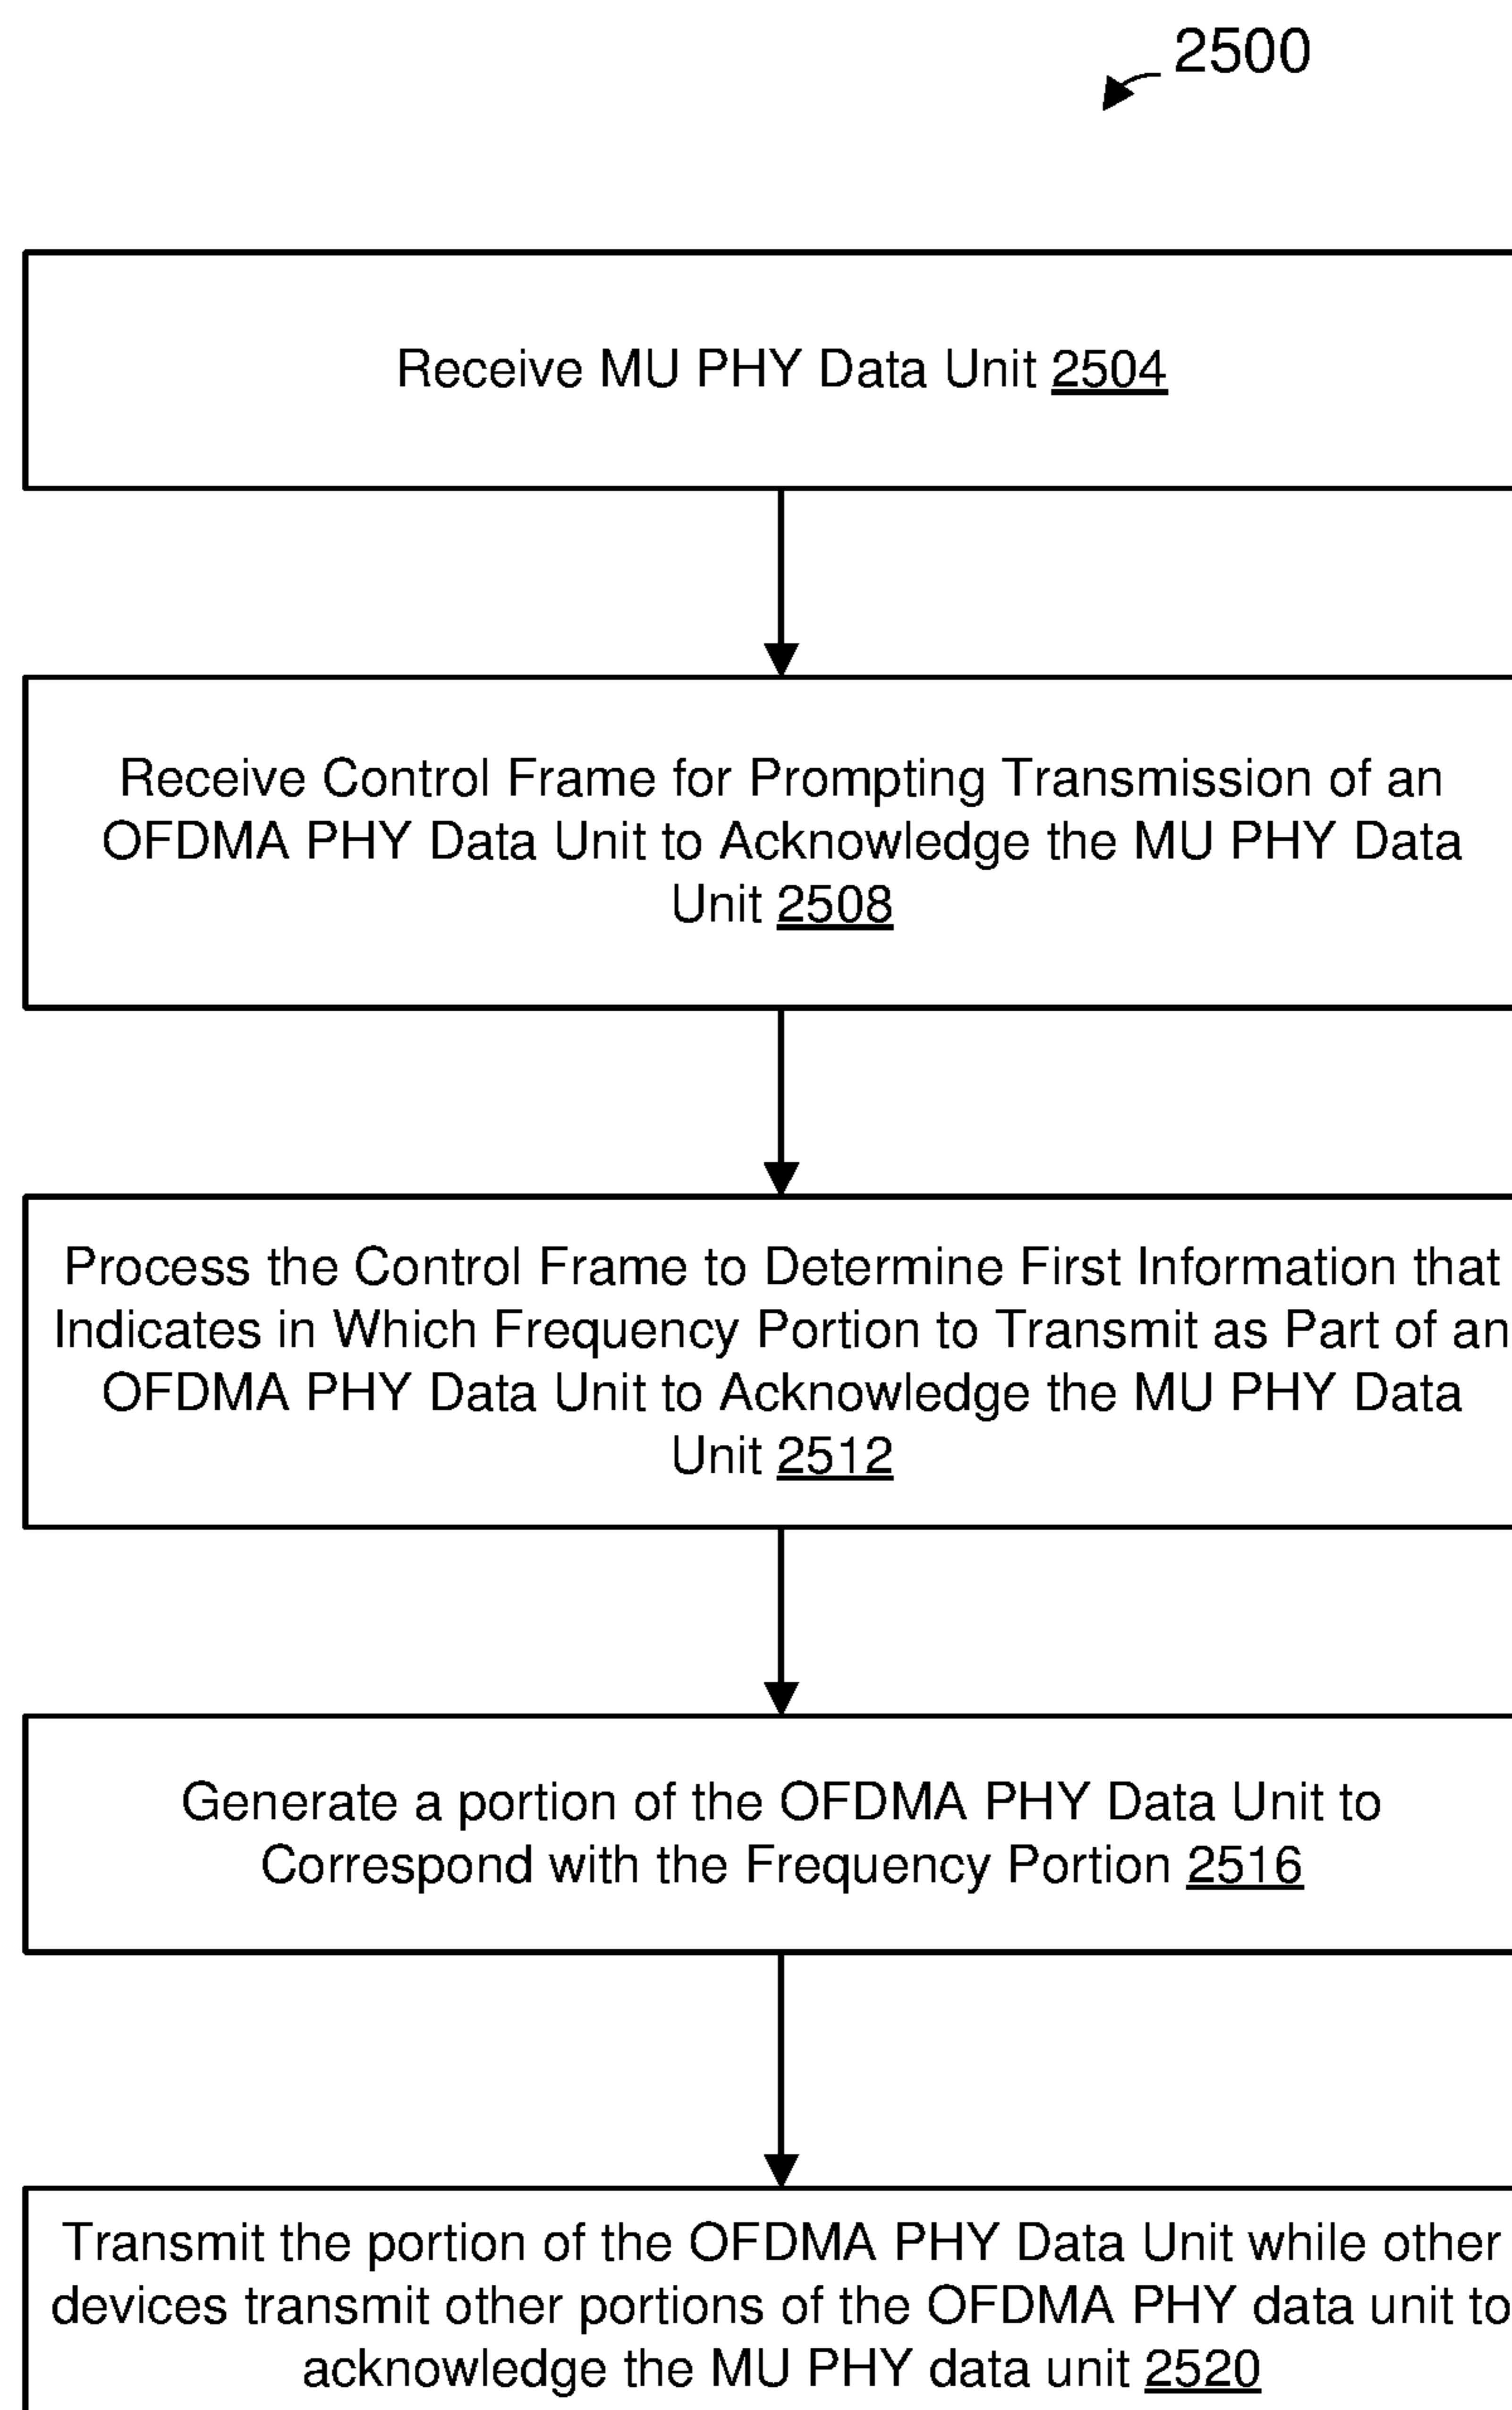 2500
Receive MU PHY Data Unit 2504
Receive Control Frame for Prompting Transmission of an
OFDMA PHY Data Unit to Acknowledge the MU PHY Data
Unit 2508
Process the Control Frame to Determine First Information that
Indicates in Which Frequency Portion to Transmit as Part of an
OFDMA PHY Data Unit to Acknowledge the MU PHY Data
Unit 2512
Generate a portion of the OFDMA PHY Data Unit to
Correspond with the Frequency Portion 2516
Transmit the portion of the OFDMA PHY Data Unit while other
devices transmit other portions of the OFDMA PHY data unit to
acknowledge the MU PHY data unit 2520